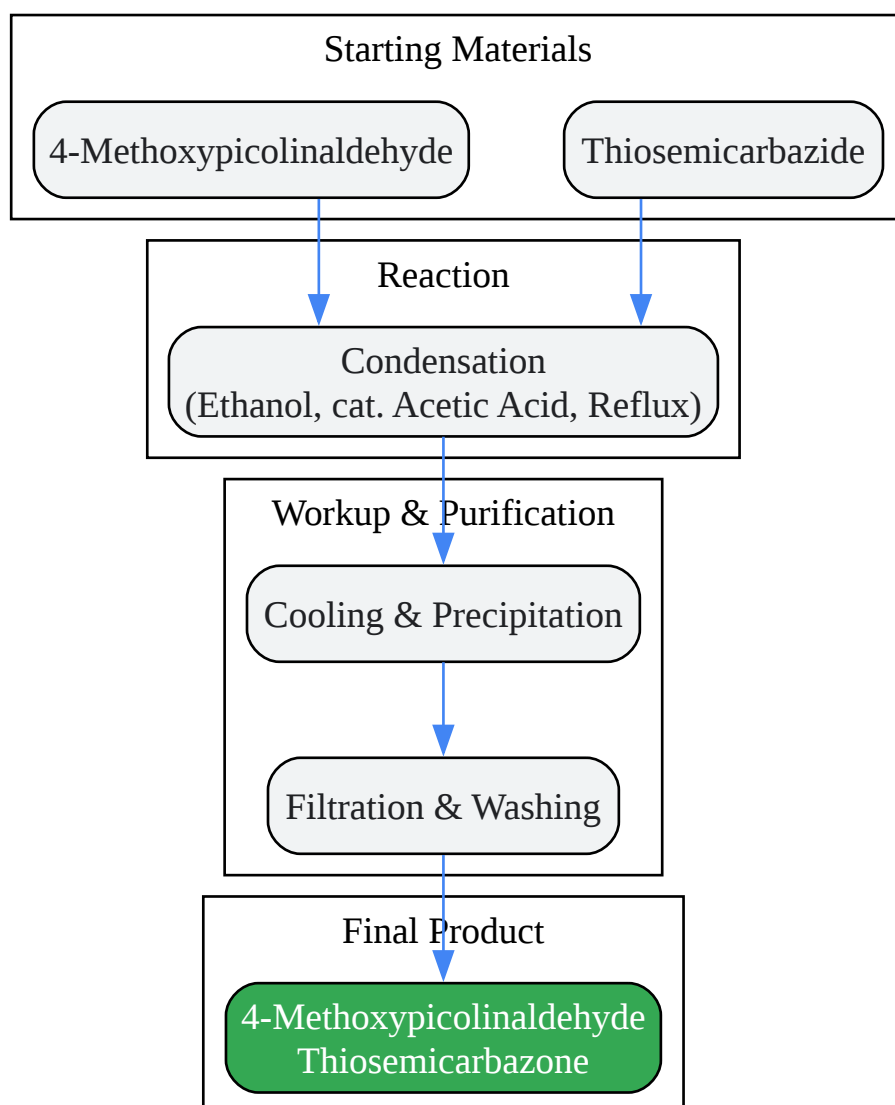 Starting Materials
4-Methoxypicolinaldehyde
Thiosemicarbazide
Reaction
Condensation
(Ethanol, cat. Acetic Acid, Reflux)
Workup & Purification
Cooling & Precipitation
Filtration & Washing
Final Product
4-Methoxypicolinaldehyde
Thiosemicarbazone